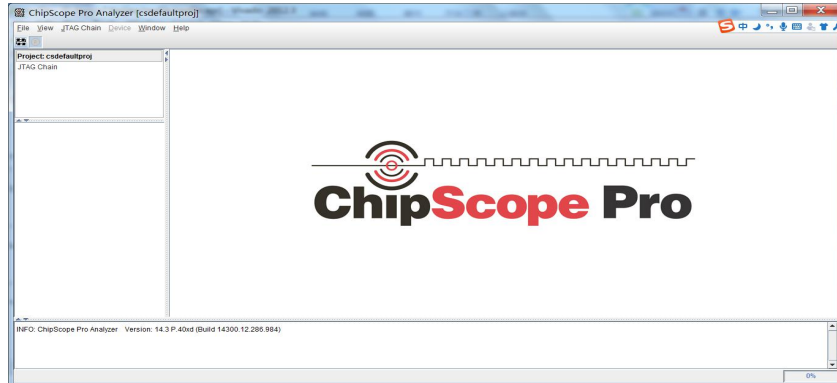 ChipScope Pro Analyzer [csdefaultproj]
File View JTAG Chain Device Window Help
中
Project: csdefaultproj
JTAG Chain
ChipScope Pro
INFO: ChipScope Pro Analyzer Version: 14.3 P.40xd (Build 14300.12.286.984)
0%